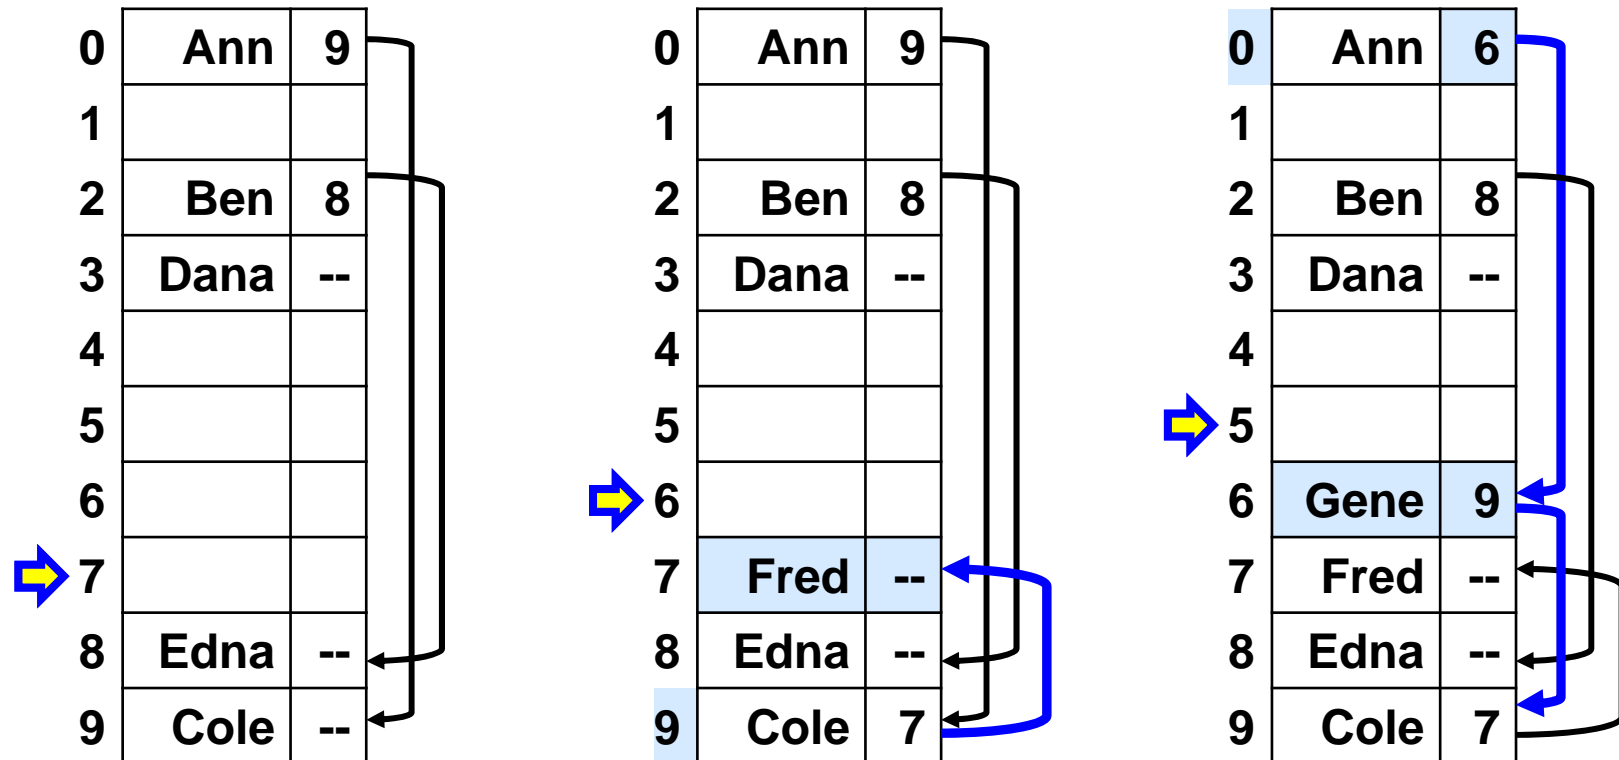 0 Ann 9
1
2 Ben 8
3 Dana --
4
5
6
7
8 Edna --
9 Cole --
0 Ann 9
1
2 Ben 8
3 Dana --
4
5
6
7 Fred --
8 Edna --
9 Cole 7
0 Ann 6
1
2 Ben 8
3 Dana --
4
5
6 Gene 9
7 Fred --
8 Edna --
9 Cole 7